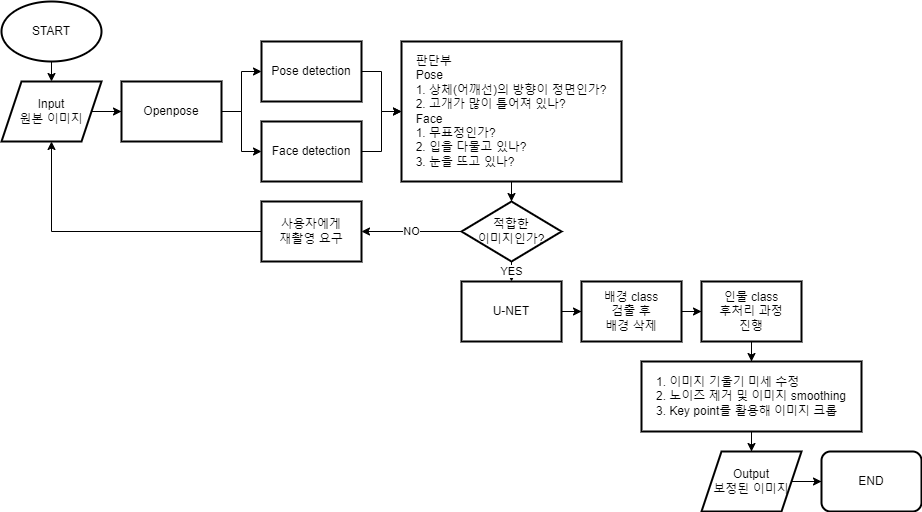 START
Input
원본 이미지
Openpose
Pose detection
Face detection
판단부
Pose
1. 상체(어깨선)의 방향이 정면인가?
2. 고개가 많이 틀어져 있나?
Face
1. 무표정인가?
2. 입을 다물고 있나?
3. 눈을 뜨고 있나?
적합한
이미지인가?
NO
사용자에게
재촬영 요구
YES
U-NET
배경 class
검출 후
배경 삭제
인물 class
후처리 과정
진행
1. 이미지 기울기 미세 수정
2. 노이즈 제거 및 이미지 smoothing
3. Key point를 활용해 이미지 크롭
Output
보정된 이미지
END